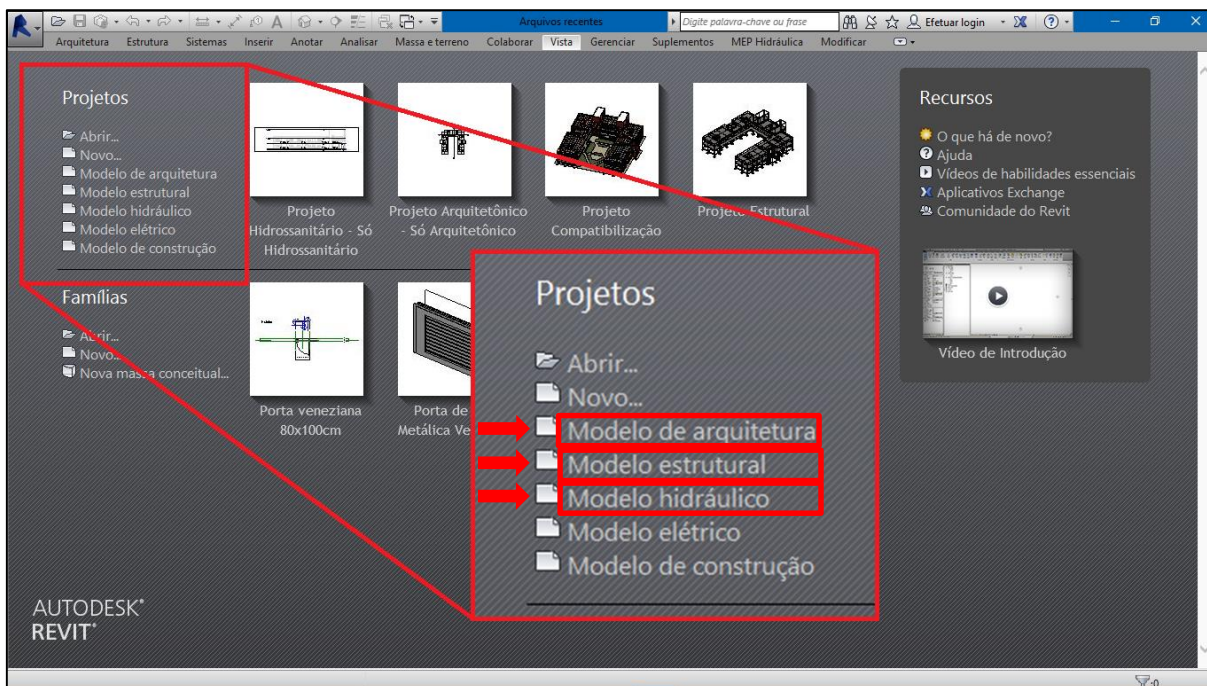 Arquivos recentes
Digite palavra-chave ou frase
Efetuar login
Arquitetura Estrutura Sistemas Inserir Anotar Analisar Massa e terreno Colaborar Vista Gerenciar Suplementos MEP Hidráulica Modificar
Projetos
Abrir...
Novo...
Modelo de arquitetura
Modelo estrutural
Modelo hidráulico
Modelo elétrico
Modelo de construção
Projeto
Hidrossanitário - Só
Hidrossanitário
Projeto Arquitetônico
- Só Arquitetônico
Projeto
Compatibilização
Projeto Estrutural
Recursos
O que há de novo?
Ajuda
Vídeos de habilidades essenciais
Aplicativos Exchange
Comunidade do Revit
Vídeo de Introdução
Famílias
Abrir...
Novo...
Nova massa conceitual...
Porta veneziana
80x100cm
Porta de
Metálica Ve
Projetos
Abrir...
Novo...
Modelo de arquitetura
Modelo estrutural
Modelo hidráulico
Modelo elétrico
Modelo de construção
AUTODESK®
REVIT®
:0